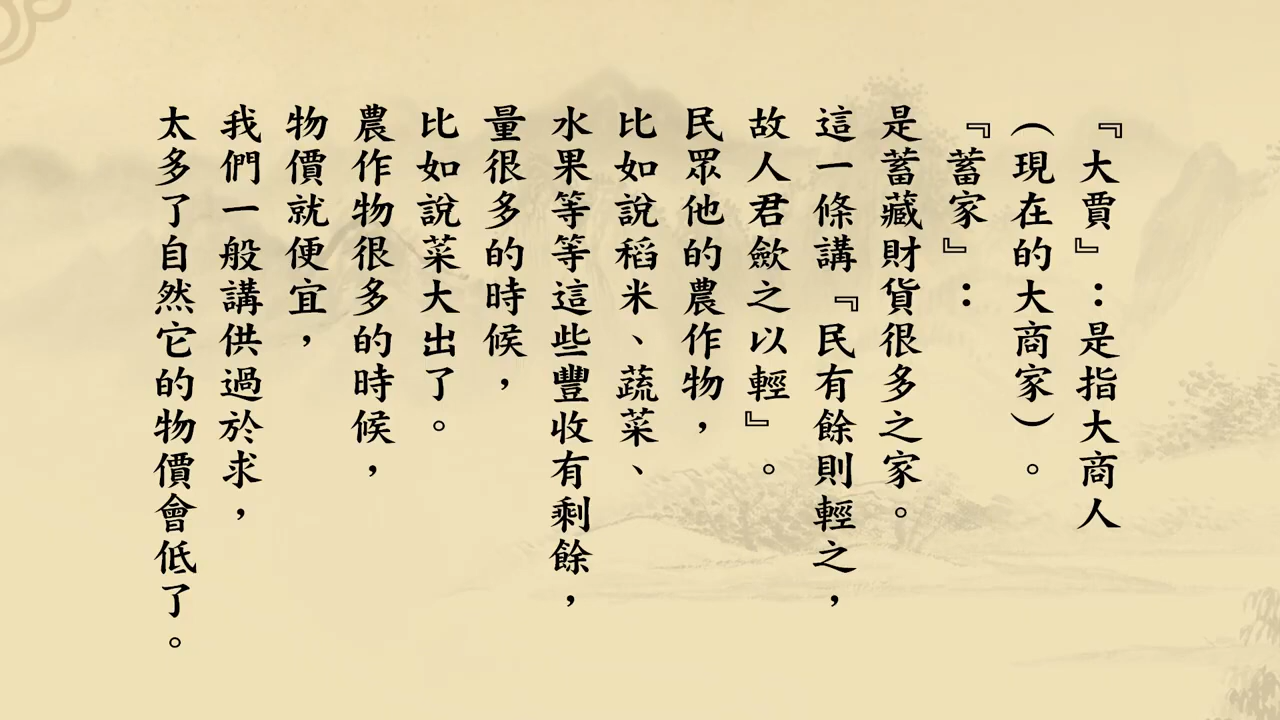 『大賈』：是指大商人
（現在的大商家）。
『蓄家』：
是蓄藏財貨很多之家。
這一條講『民有餘則輕之，
故人君歛之以輕』。
民眾他的農作物，
比如說稻米、蔬菜、
水果等等這些豐收有剩餘，
量很多的時候，
比如說菜大出了。
農作物很多的時候，
物價就便宜，
我們一般講供過於求，
太多了自然它的物價會低了。